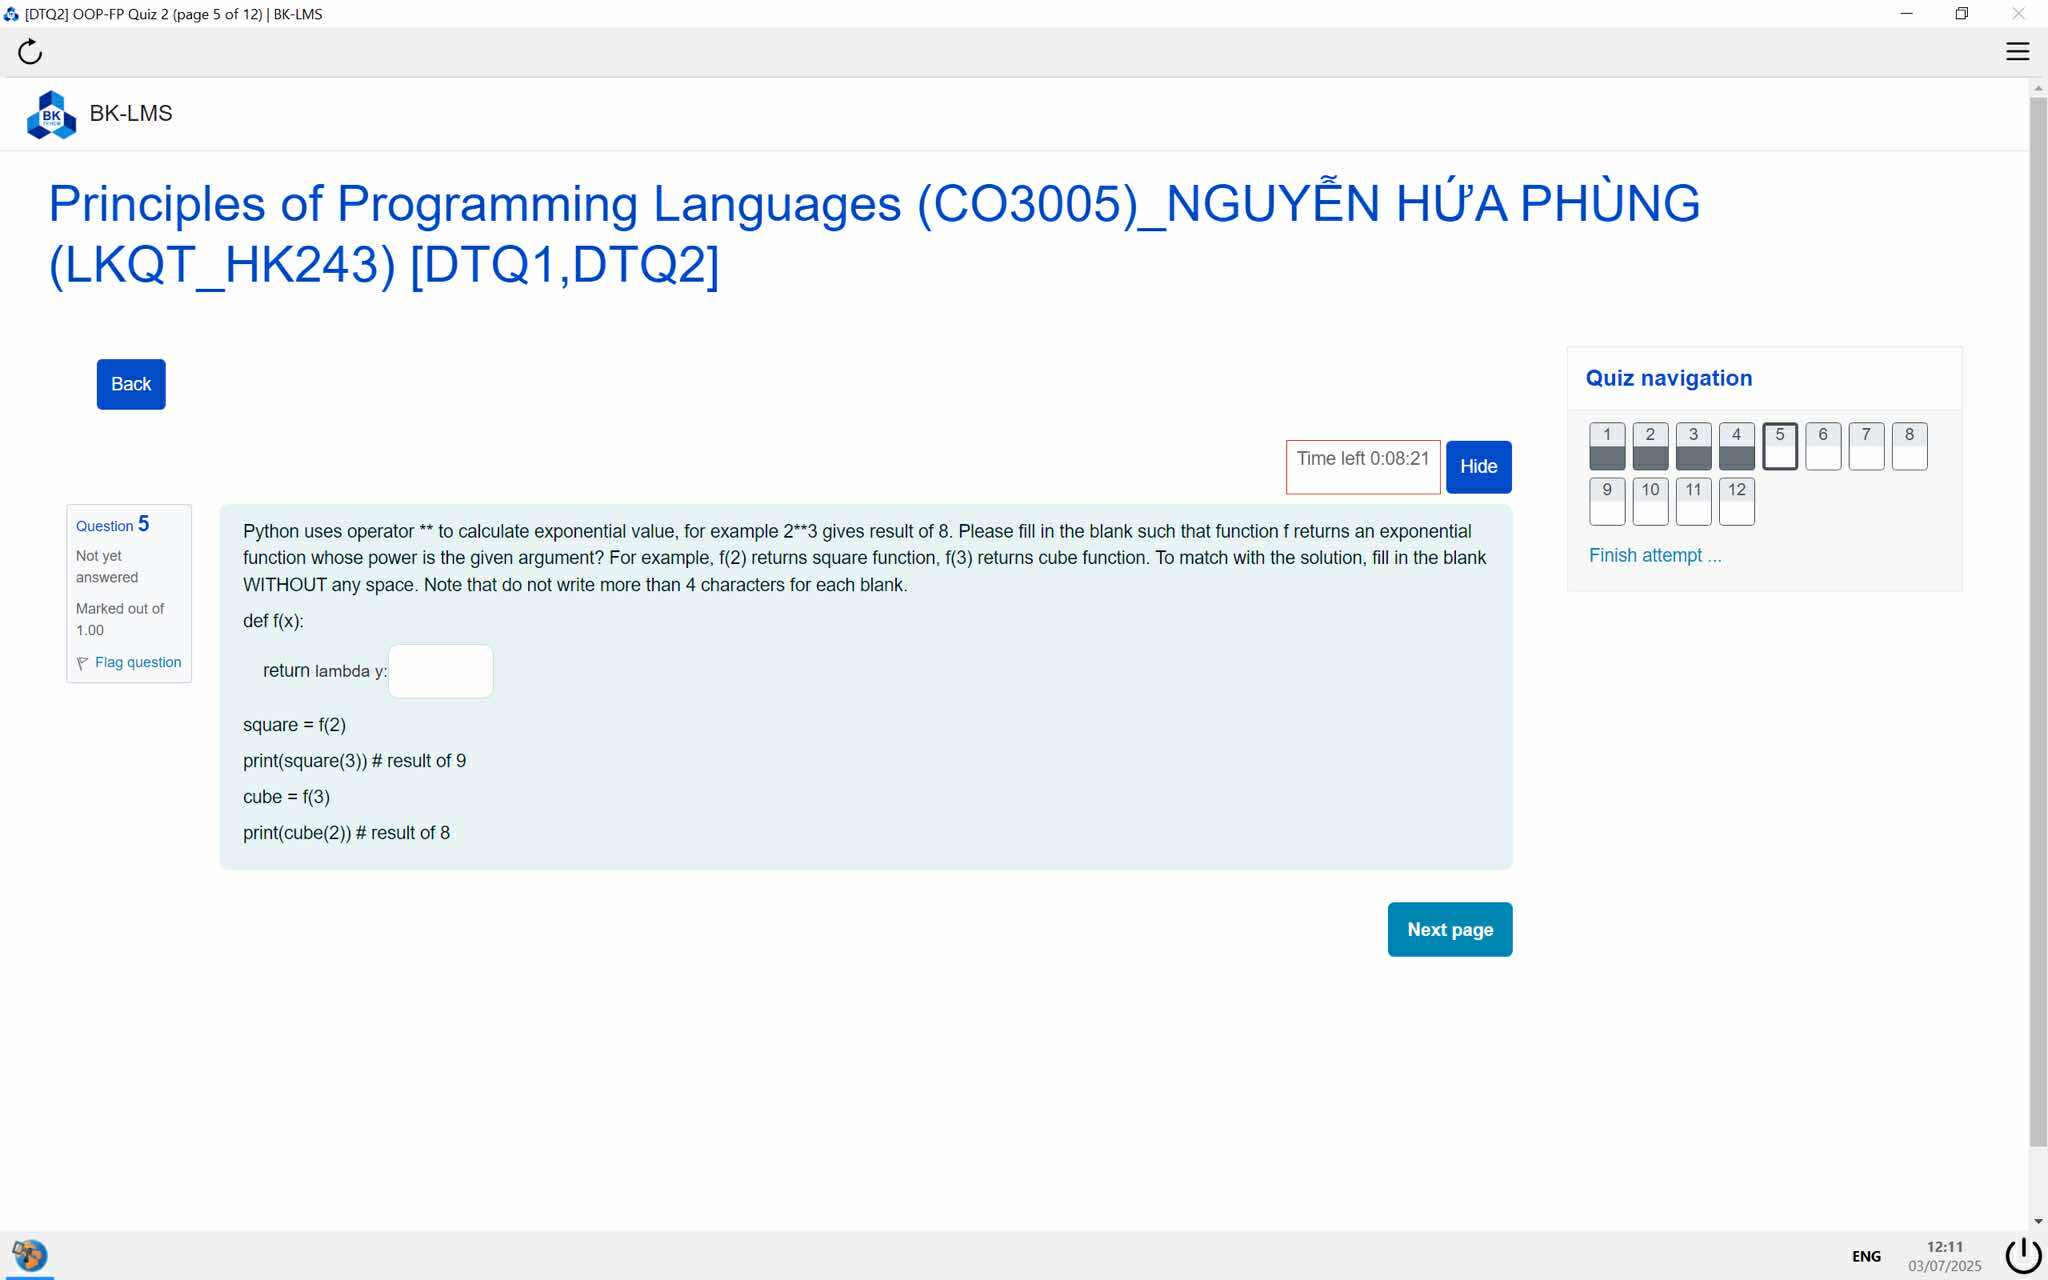 [DTQ2] OOP-FP Quiz 2 (page 5 of 12) | BK-LMS
BK
TP.HCM
BK-LMS
Principles of Programming Languages (CO3005)_NGUYỄN HỨA PHÙNG
(LKQT_HK243) [DTQ1,DTQ2]
Back
Time left 0:08:21
Hide
Question 5
Not yet
answered
Marked out of
1.00
Flag question
Python uses operator ** to calculate exponential value, for example 2**3 gives result of 8. Please fill in the blank such that function f returns an exponential
function whose power is the given argument? For example, f(2) returns square function, f(3) returns cube function. To match with the solution, fill in the blank
WITHOUT any space. Note that do not write more than 4 characters for each blank.
def f(x):
return lambda y:
square = f(2)
print(square(3)) # result of 9
cube = f(3)
print(cube(2)) # result of 8
Next page
Quiz navigation
1 2 3 4 5 6 7 8
9 10 11 12
Finish attempt ...
ENG
12:11
03/07/2025